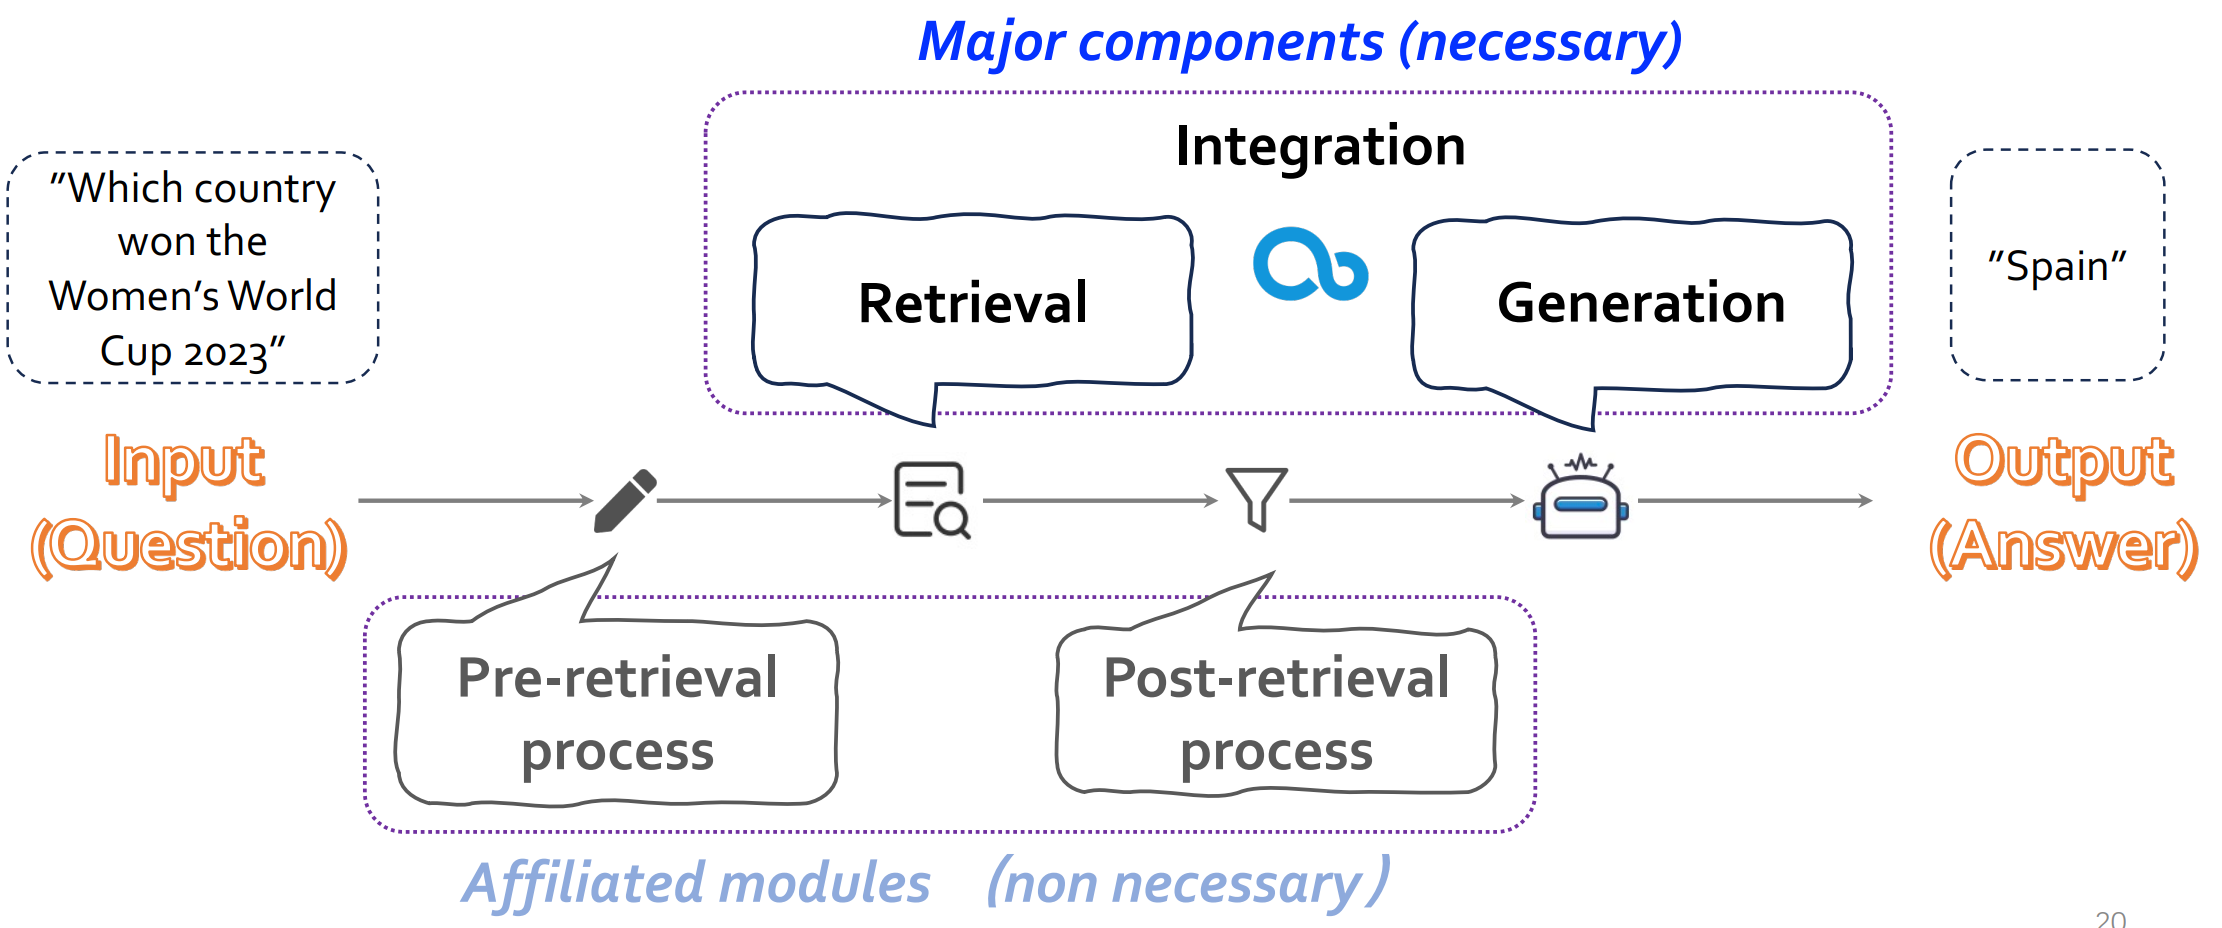 Major components (necessary)
Integration
"Which country
won the
Women's World
Cup 2023"
Retrieval
Generation
"Spain"
Input
(Question)
Output
(Answer)
Pre-retrieval
process
Post-retrieval
process
Affiliated modules (non necessary)
20